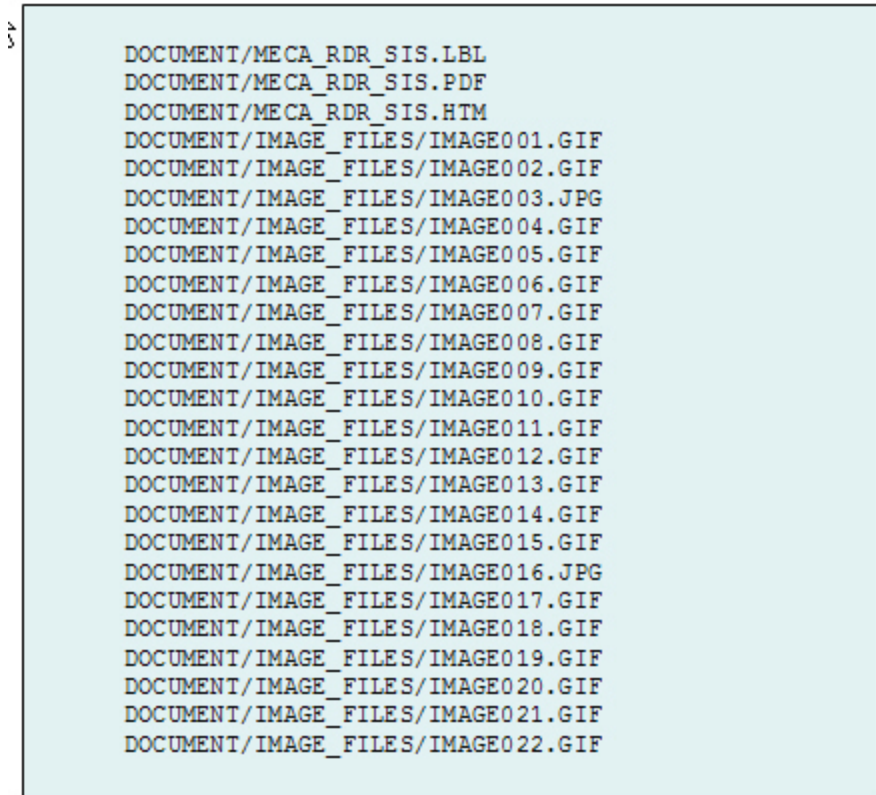 DOCUMENT/MECA_RDR_SIS.LBL
DOCUMENT/MECA_RDR_SIS.PDF
DOCUMENT/MECA_RDR_SIS.HTM
DOCUMENT/IMAGE_FILES/IMAGE001.GIF
DOCUMENT/IMAGE_FILES/IMAGE002.GIF
DOCUMENT/IMAGE_FILES/IMAGE003.JPG
DOCUMENT/IMAGE_FILES/IMAGE004.GIF
DOCUMENT/IMAGE_FILES/IMAGE005.GIF
DOCUMENT/IMAGE_FILES/IMAGE006.GIF
DOCUMENT/IMAGE_FILES/IMAGE007.GIF
DOCUMENT/IMAGE_FILES/IMAGE008.GIF
DOCUMENT/IMAGE_FILES/IMAGE009.GIF
DOCUMENT/IMAGE_FILES/IMAGE010.GIF
DOCUMENT/IMAGE_FILES/IMAGE011.GIF
DOCUMENT/IMAGE_FILES/IMAGE012.GIF
DOCUMENT/IMAGE_FILES/IMAGE013.GIF
DOCUMENT/IMAGE_FILES/IMAGE014.GIF
DOCUMENT/IMAGE_FILES/IMAGE015.GIF
DOCUMENT/IMAGE_FILES/IMAGE016.JPG
DOCUMENT/IMAGE_FILES/IMAGE017.GIF
DOCUMENT/IMAGE_FILES/IMAGE018.GIF
DOCUMENT/IMAGE_FILES/IMAGE019.GIF
DOCUMENT/IMAGE_FILES/IMAGE020.GIF
DOCUMENT/IMAGE_FILES/IMAGE021.GIF
DOCUMENT/IMAGE_FILES/IMAGE022.GIF